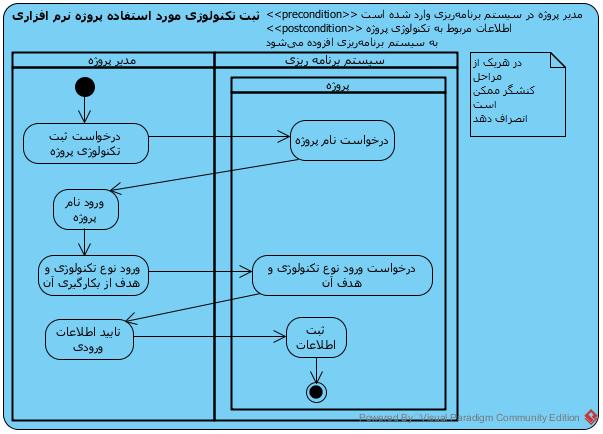 ثبت تکنولوژی مورد استفاده پروژه نرم افزاری
<<precondition>> مدیر پروژه در سیستم برنامه‌ریزی وارد شده است
<<postcondition>> اطلاعات مربوط به تکنولوژی پروژه
به سیستم برنامه‌ریزی افزوده می‌شود
مدیر پروژه
سیستم برنامه ریزی
پروژه
در هریک از
مراحل
کنشگر ممکن
است
انصراف دهد
درخواست ثبت
تکنولوژی پروژه
درخواست نام پروژه
ورود نام
پروژه
ورود نوع تکنولوژی و
هدف از بکارگیری آن
درخواست ورود نوع تکنولوژی و
هدف آن
تایید اطلاعات
ورودی
ثبت
اطلاعات
Powered By Visual Paradigm Community Edition